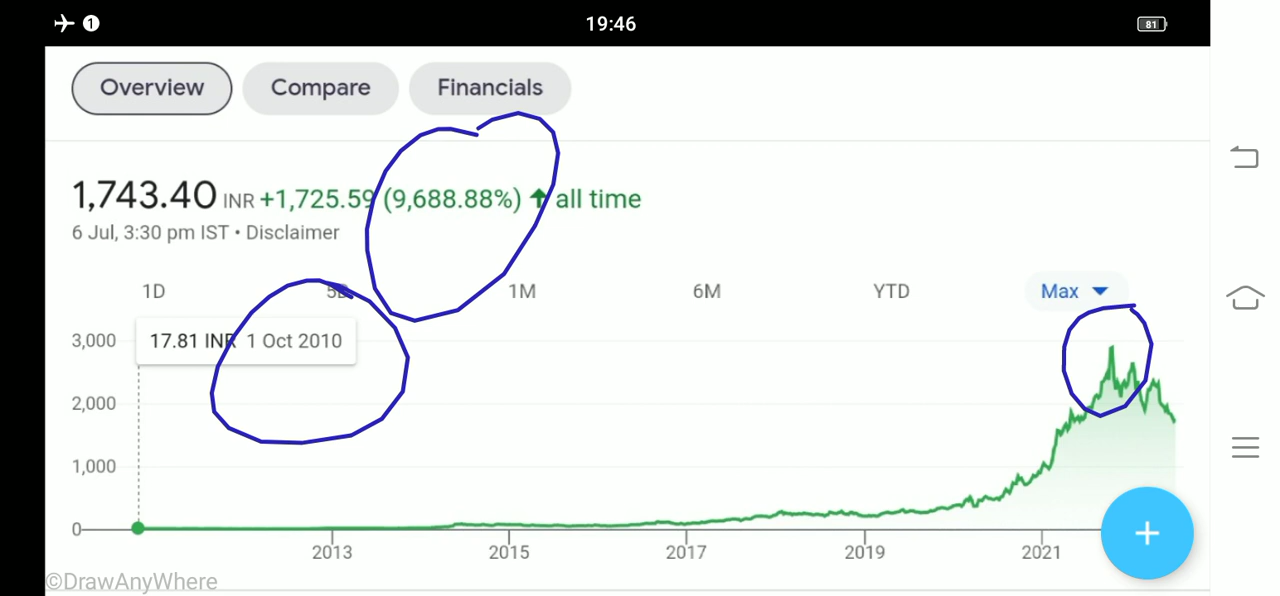 1 19:46 81
Overview Compare Financials
1,743.40 INR +1,725.59 (9,688.88%) ↑ all time
6 Jul, 3:30 pm IST • Disclaimer
1D 5D 1M 6M YTD Max
3,000
17.81 INR 1 Oct 2010
2,000
1,000
0
2013 2015 2017 2019 2021
©DrawAnyWhere